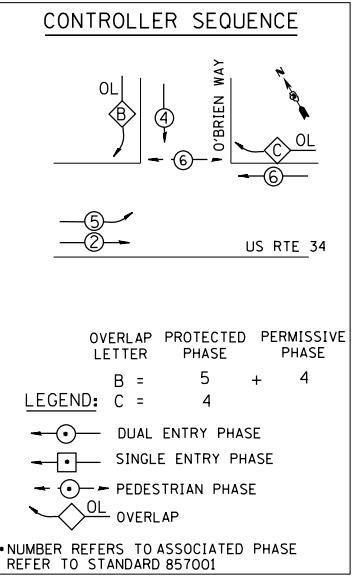 CONTROLLER SEQUENCE
OL
B
4
O'BRIEN WAY
N
6
C
OL
6
5
2
US RTE 34
OVERLAP LETTER PROTECTED PHASE PERMISSIVE PHASE
B = 5 + 4
LEGEND: C = 4
DUAL ENTRY PHASE
SINGLE ENTRY PHASE
PEDESTRIAN PHASE
OL
OVERLAP
•NUMBER REFERS TO ASSOCIATED PHASE
REFER TO STANDARD 857001